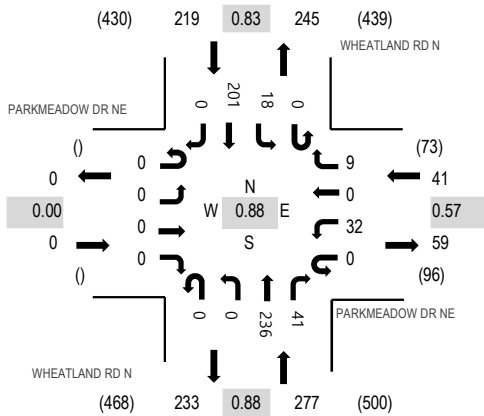 (430) 219 0.83 245 (439)
WHEATLAND RD N
0 201 18 0
PARKMEADOW DR NE
() (73)
0 9
0 41
0 N 0
0.00 W 0.88 E 0.57
0 S 32
0 59
0 0
() (96)
0 0 236 41
PARKMEADOW DR NE
WHEATLAND RD N
(468) 233 0.88 277 (500)